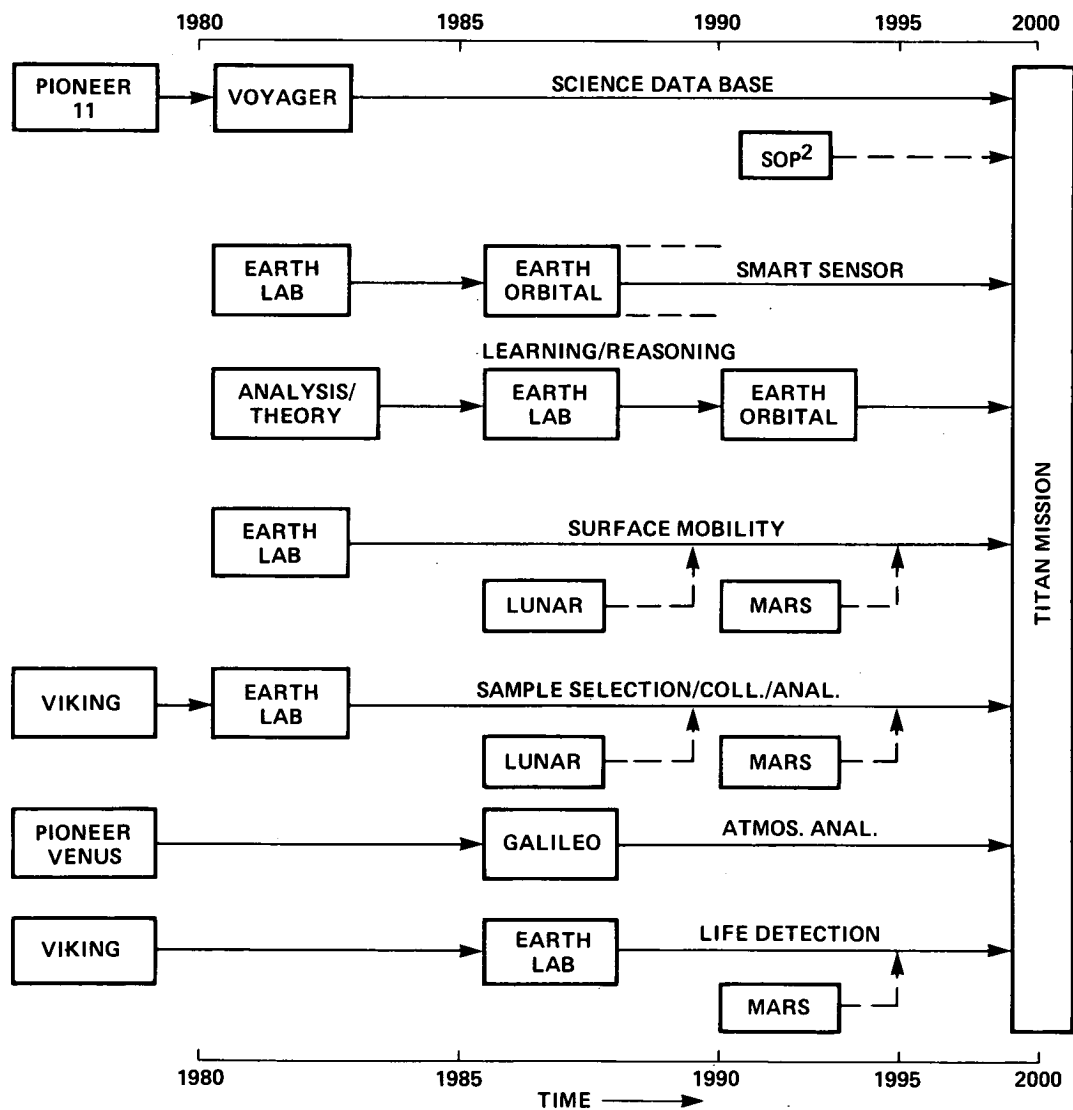 1980 1985 1990 1995 2000
PIONEER
11
VOYAGER
SCIENCE DATA BASE
SOP2
EARTH
LAB
EARTH
ORBITAL
SMART SENSOR
LEARNING/REASONING
ANALYSIS/
THEORY
EARTH
LAB
EARTH
ORBITAL
EARTH
LAB
SURFACE MOBILITY
LUNAR
MARS
VIKING
EARTH
LAB
SAMPLE SELECTION/COLL./ANAL.
LUNAR
MARS
PIONEER
VENUS
GALILEO
ATMOS. ANAL.
VIKING
EARTH
LAB
LIFE DETECTION
MARS
TITAN MISSION
1980 1985 1990 1995 2000
TIME